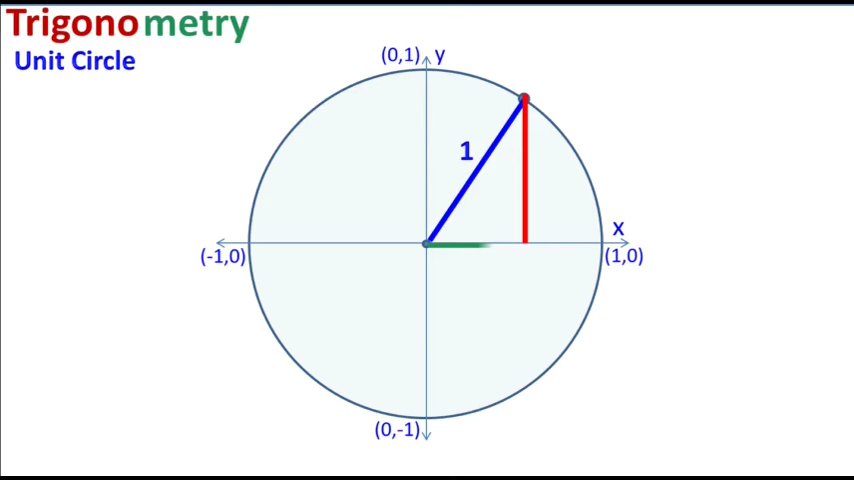 Trigonometry
Unit Circle
(0,1) y
1
x
(-1,0)
(1,0)
(0,-1)